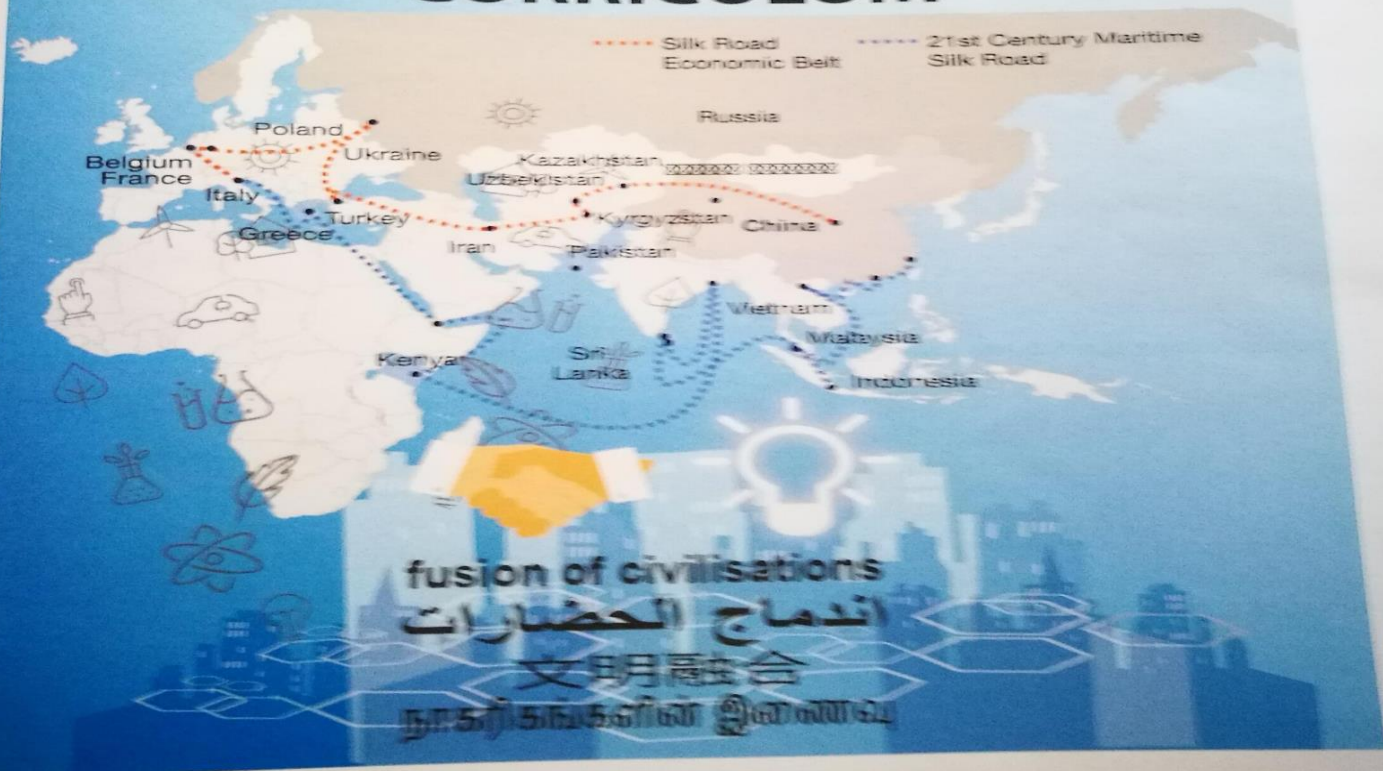 Silk Road
Economic Belt
21st Century Maritime
Silk Road
Russia
Poland
Ukraine
Belgium
France
Kazakhstan
Uzbekistan
Italy
Turkey
Greece
Kyrgyzstan
China
Iran
Pakistan
Vietnam
Malaysia
Kenya
Sri
Lanka
Indonesia
fusion of civilisations
اندماج الحضارات
文明融合
நாகரிகங்களின் இணைவு